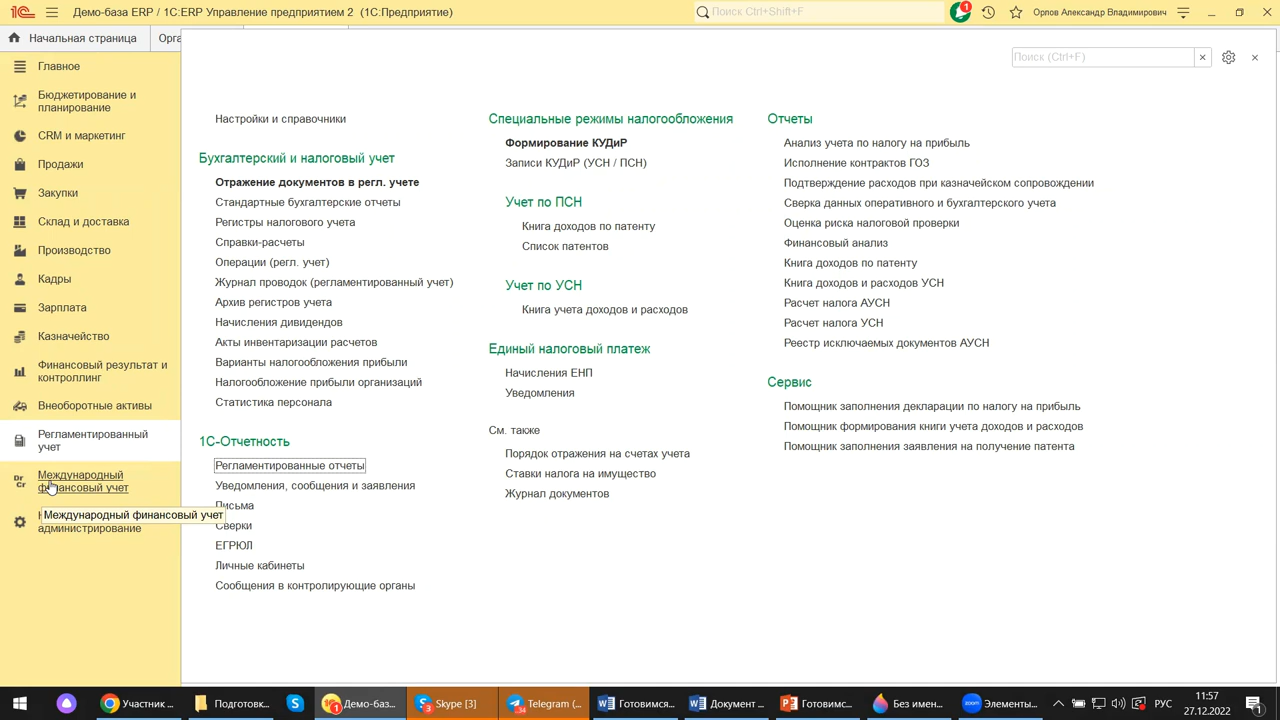 Демо-база ERP / 1С:ERP Управление предприятием 2 (1С:Предприятие)
Поиск Ctrl+Shift+F
1
Орлов Александр Владимирович
Начальная страница
Орга
Главное
Бюджетирование и
планирование
CRM и маркетинг
Продажи
Закупки
Склад и доставка
Производство
Кадры
Зарплата
Казначейство
Финансовый результат и
контроллинг
Внеоборотные активы
Регламентированный
учет
Международный
финансовый учет
Международный финансовый учет
администрирование
Поиск (Ctrl+F)
Настройки и справочники
Бухгалтерский и налоговый учет
Отражение документов в регл. учете
Стандартные бухгалтерские отчеты
Регистры налогового учета
Справки-расчеты
Операции (регл. учет)
Журнал проводок (регламентированный учет)
Архив регистров учета
Начисления дивидендов
Акты инвентаризации расчетов
Варианты налогообложения прибыли
Налогообложение прибыли организаций
Статистика персонала
1С-Отчетность
Регламентированные отчеты
Уведомления, сообщения и заявления
Письма
Сверки
ЕГРЮЛ
Личные кабинеты
Сообщения в контролирующие органы
Специальные режимы налогообложения
Формирование КУДиР
Записи КУДиР (УСН / ПСН)
Учет по ПСН
Книга доходов по патенту
Список патентов
Учет по УСН
Книга учета доходов и расходов
Единый налоговый платеж
Начисления ЕНП
Уведомления
См. также
Порядок отражения на счетах учета
Ставки налога на имущество
Журнал документов
Отчеты
Анализ учета по налогу на прибыль
Исполнение контрактов ГОЗ
Подтверждение расходов при казначейском сопровождении
Сверка данных оперативного и бухгалтерского учета
Оценка риска налоговой проверки
Финансовый анализ
Книга доходов по патенту
Книга доходов и расходов УСН
Расчет налога АУСН
Расчет налога УСН
Реестр исключаемых документов АУСН
Сервис
Помощник заполнения декларации по налогу на прибыль
Помощник формирования книги учета доходов и расходов
Помощник заполнения заявления на получение патента
Участник ...
Подготовк...
Демо-баз...
Skype [3]
Telegram (...
Готовимся...
Документ ...
Готовимс...
Без имен...
Элементы...
РУС
11:57
27.12.2022